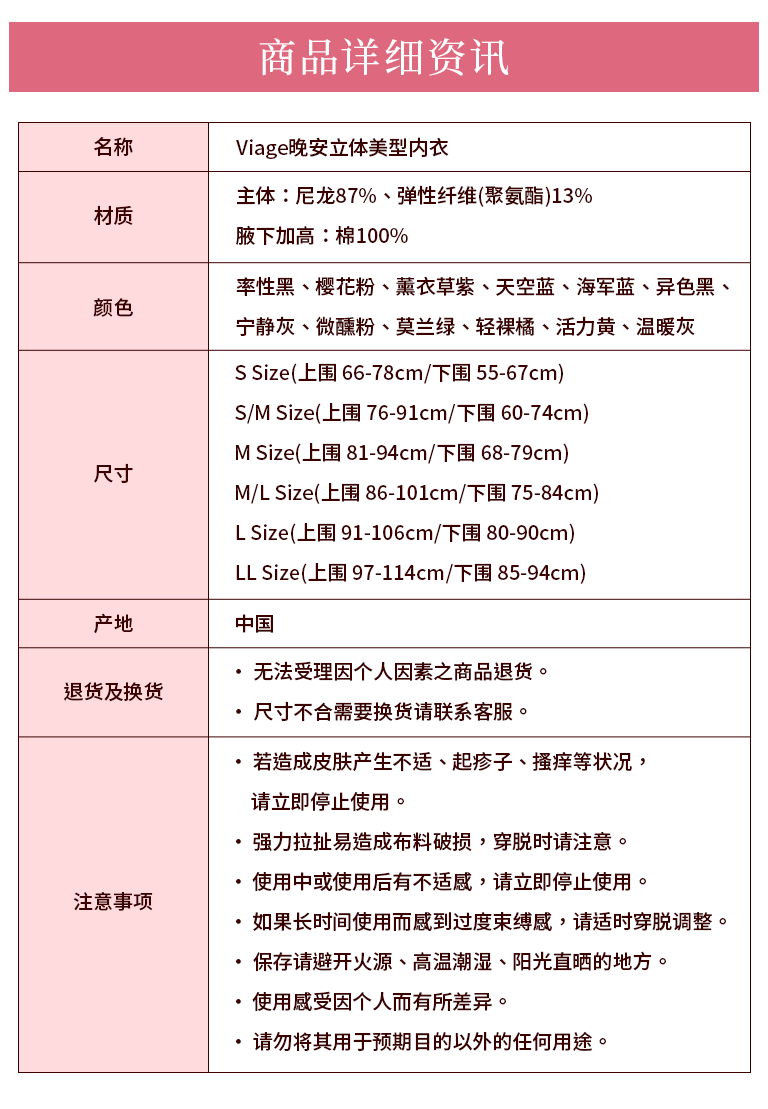 商品详细资讯
名称
Viage晚安立体美型内衣
材质
主体：尼龙87%、弹性纤维(聚氨酯)13%
腋下加高：棉100%
颜色
率性黑、樱花粉、薰衣草紫、天空蓝、海军蓝、异色黑、
宁静灰、微醺粉、莫兰绿、轻裸橘、活力黄、温暖灰
尺寸
S Size(上围 66-78cm/下围 55-67cm)
S/M Size(上围 76-91cm/下围 60-74cm)
M Size(上围 81-94cm/下围 68-79cm)
M/L Size(上围 86-101cm/下围 75-84cm)
L Size(上围 91-106cm/下围 80-90cm)
LL Size(上围 97-114cm/下围 85-94cm)
产地
中国
退货及换货
• 无法受理因个人因素之商品退货。
• 尺寸不合需要换货请联系客服。
注意事项
• 若造成皮肤产生不适、起疹子、搔痒等状况，
请立即停止使用。
• 强力拉扯易造成布料破损，穿脱时请注意。
• 使用中或使用后有不适感，请立即停止使用。
• 如果长时间使用而感到过度束缚感，请适时穿脱调整。
• 保存请避开火源、高温潮湿、阳光直晒的地方。
• 使用感受因个人而有所差异。
• 请勿将其用于预期目的以外的任何用途。